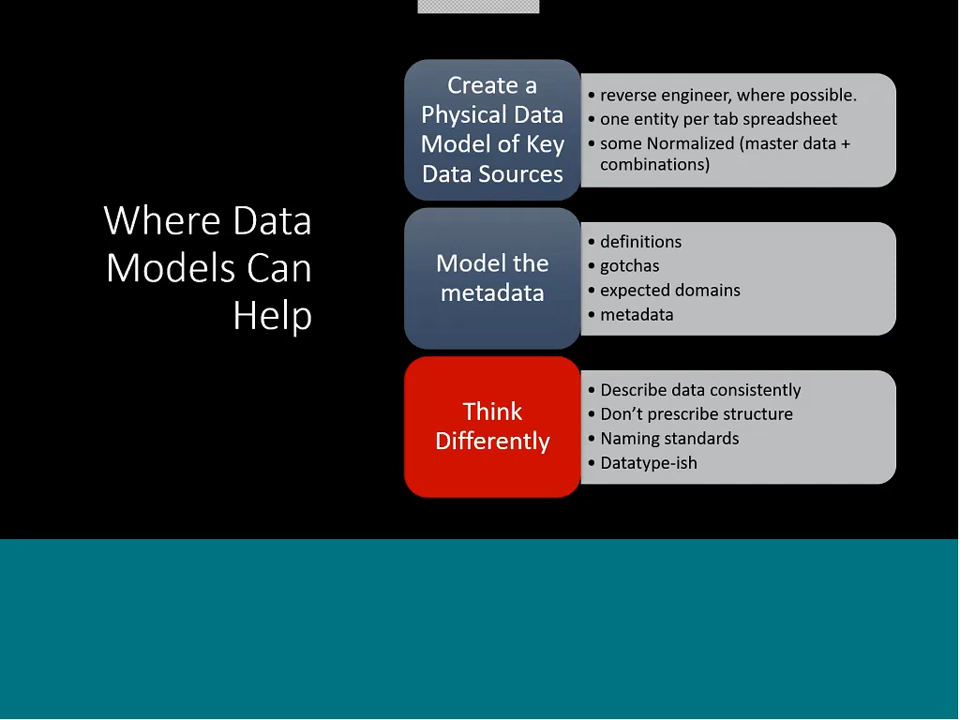 Where Data
Models Can
Help
Create a
Physical Data
Model of Key
Data Sources
• reverse engineer, where possible.
• one entity per tab spreadsheet
• some Normalized (master data +
combinations)
Model the
metadata
• definitions
• gotchas
• expected domains
• metadata
Think
Differently
• Describe data consistently
• Don’t prescribe structure
• Naming standards
• Datatype-ish